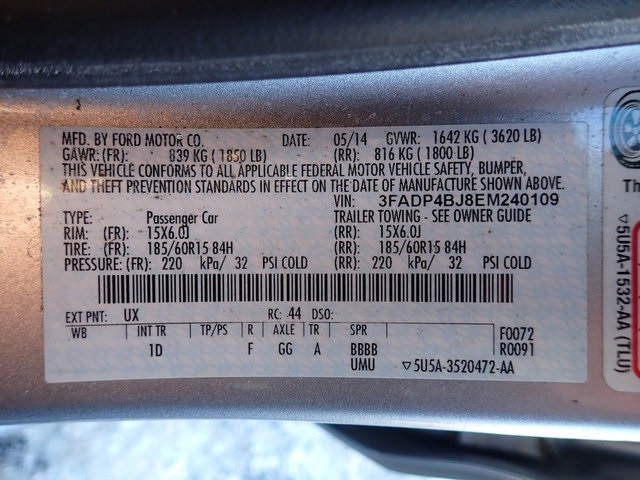 MFD. BY FORD MOTOR CO. DATE: 05/14 GVWR: 1642 KG ( 3620 LB)
GAWR:(FR): 839 KG ( 1850 LB) (RR): 816 KG ( 1800 LB)
THIS VEHICLE CONFORMS TO ALL APPLICABLE FEDERAL MOTOR VEHICLE SAFETY, BUMPER,
AND THEFT PREVENTION STANDARDS IN EFFECT ON THE DATE OF MANUFACTURE SHOWN ABOVE.
VIN: 3FADP4BJ8EM240109
TYPE: Passenger Car TRAILER TOWING - SEE OWNER GUIDE
RIM: (FR): 15X6.0J (RR): 15X6.0J
TIRE: (FR): 185/60R15 84H (RR): 185/60R15 84H
PRESSURE: (FR): 220 kPa/ 32 PSI COLD (RR): 220 kPa/ 32 PSI COLD
EXT PNT: UX RC: 44 DSO:
WB INT TR TP/PS R AXLE TR SPR F0072
1D F GG A BBBB R0091
UMU ▽5U5A-3520472-AA
Th
▽5U5A-1532-AA (TLU)